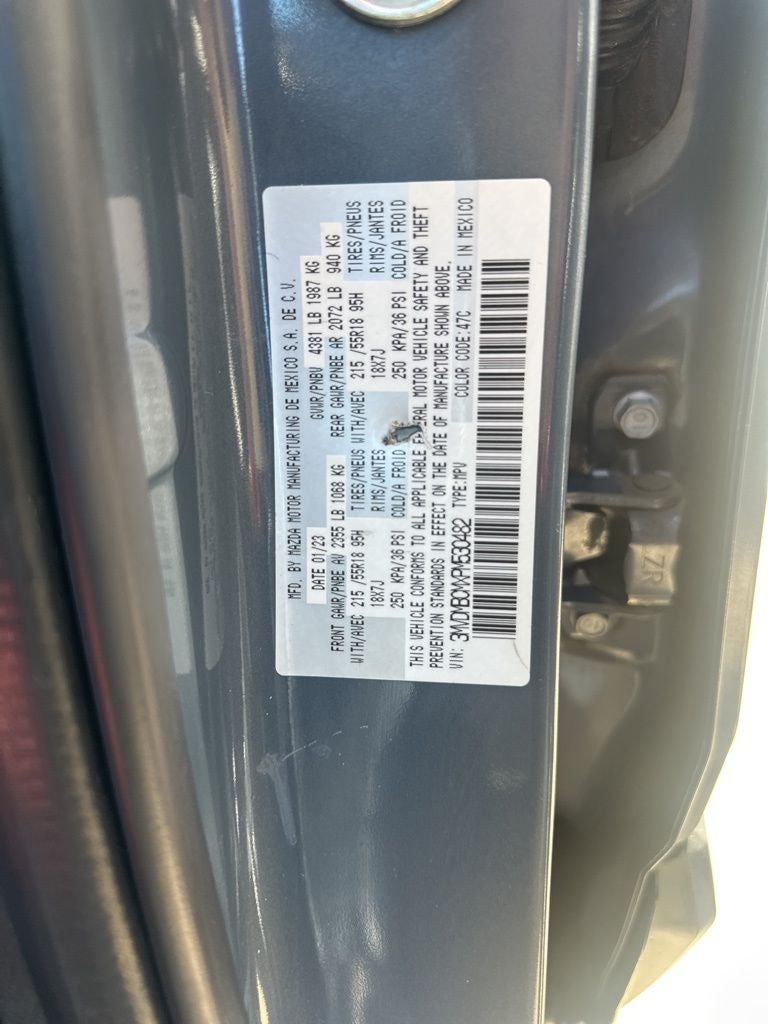 MFD. BY MAZDA MOTOR MANUFACTURING DE MEXICO S.A. DE C.V.
DATE 01/23 GVWR/PNBV 4381 LB 1987 KG
FRONT GAWR/PNBE AV 2355 LB 1068 KG REAR GAWR/PNBE AR 2072 LB 940 KG
WITH/AVEC 215 /55R18 95H TIRES/PNEUS WITH/AVEC 215 /55R18 95H TIRES/PNEUS
18X7J RIMS/JANTES 18X7J RIMS/JANTES
250 KPA/36 PSI COLD/A FROID 250 KPA/36 PSI COLD/A FROID
THIS VEHICLE CONFORMS TO ALL APPLICABLE FEDERAL MOTOR VEHICLE SAFETY AND THEFT
PREVENTION STANDARDS IN EFFECT ON THE DATE OF MANUFACTURE SHOWN ABOVE.
VIN: 3MVDMBCMXPM530482 TYPE:MPV COLOR CODE:47C MADE IN MEXICO
ZR